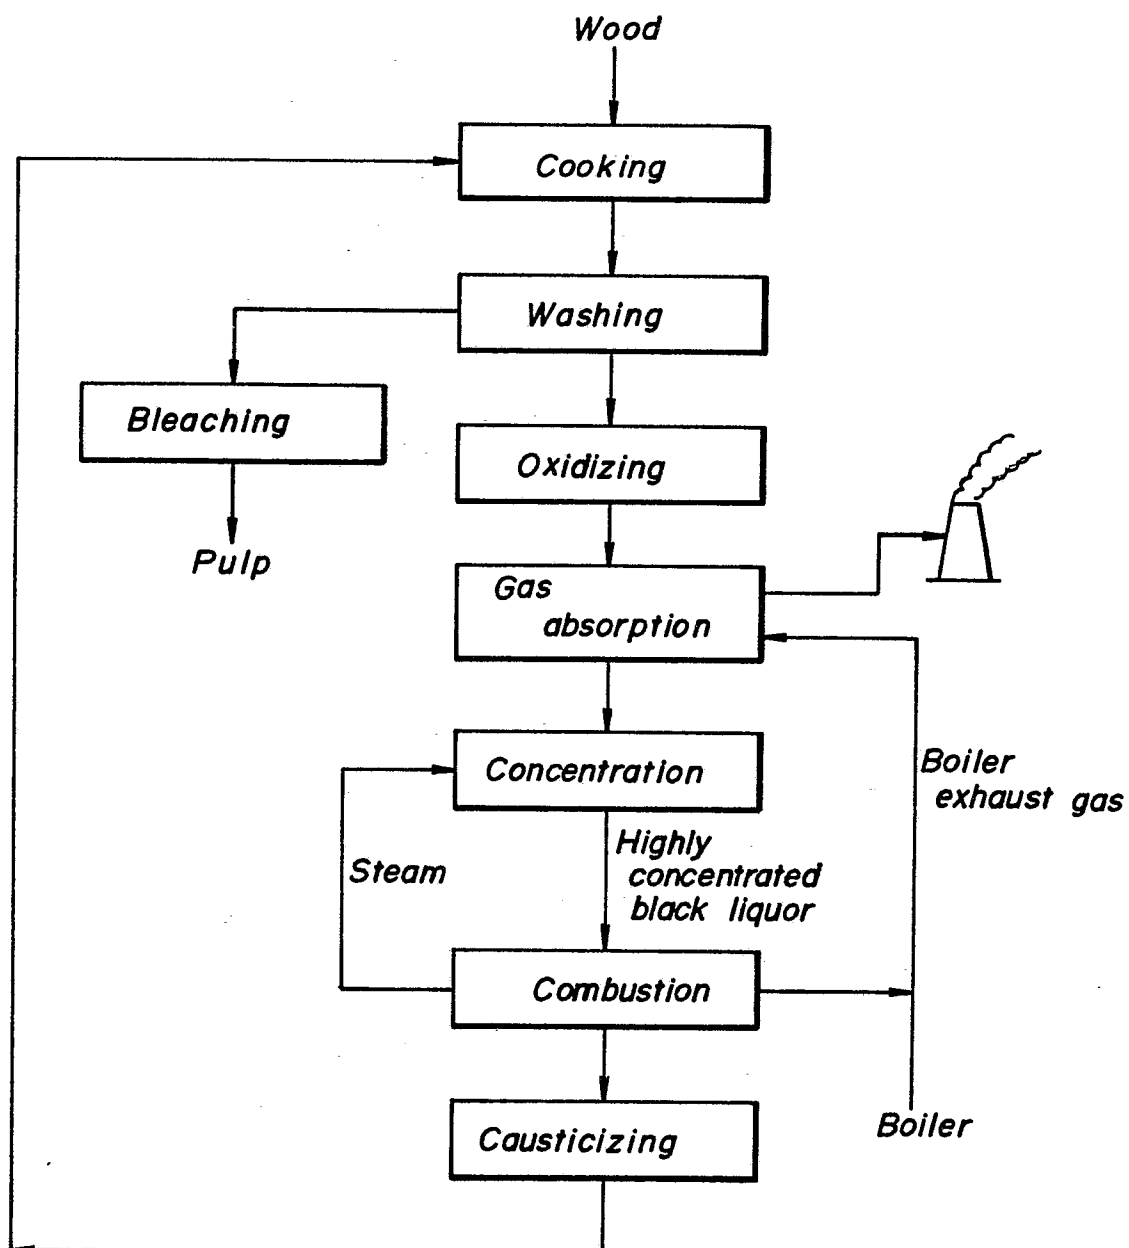 Wood
Cooking
Washing
Bleaching
Oxidizing
Pulp
Gas
absorption
Concentration
Boiler
exhaust gas
Steam
Highly
concentrated
black liquor
Combustion
Boiler
Causticizing